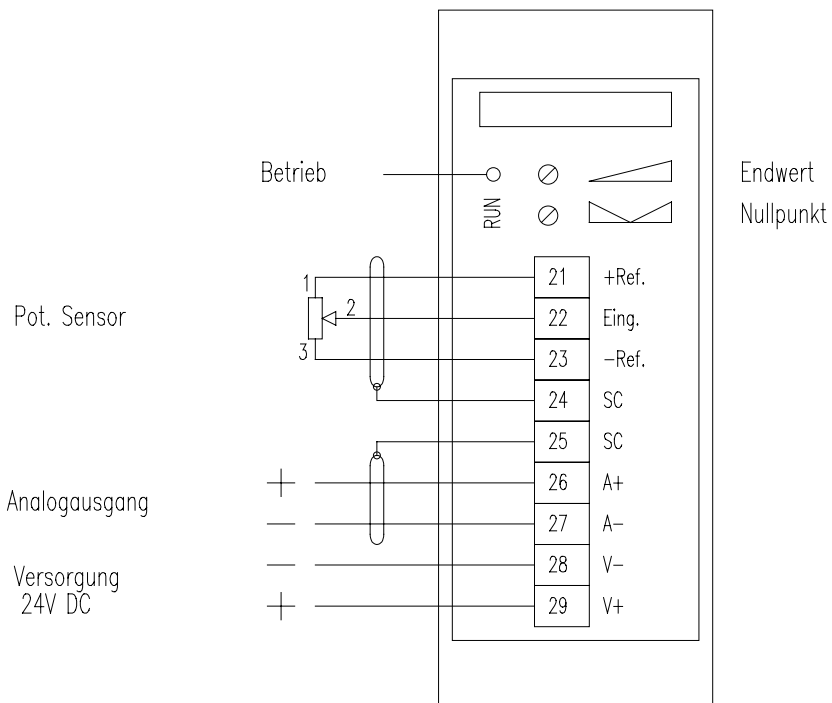 Betrieb
RUN
Endwert
Nullpunkt
Pot. Sensor
1
2
3
21 +Ref.
22 Eing.
23 -Ref.
24 SC
25 SC
Analogausgang
+ 26 A+
- 27 A-
Versorgung
24V DC
- 28 V-
+ 29 V+